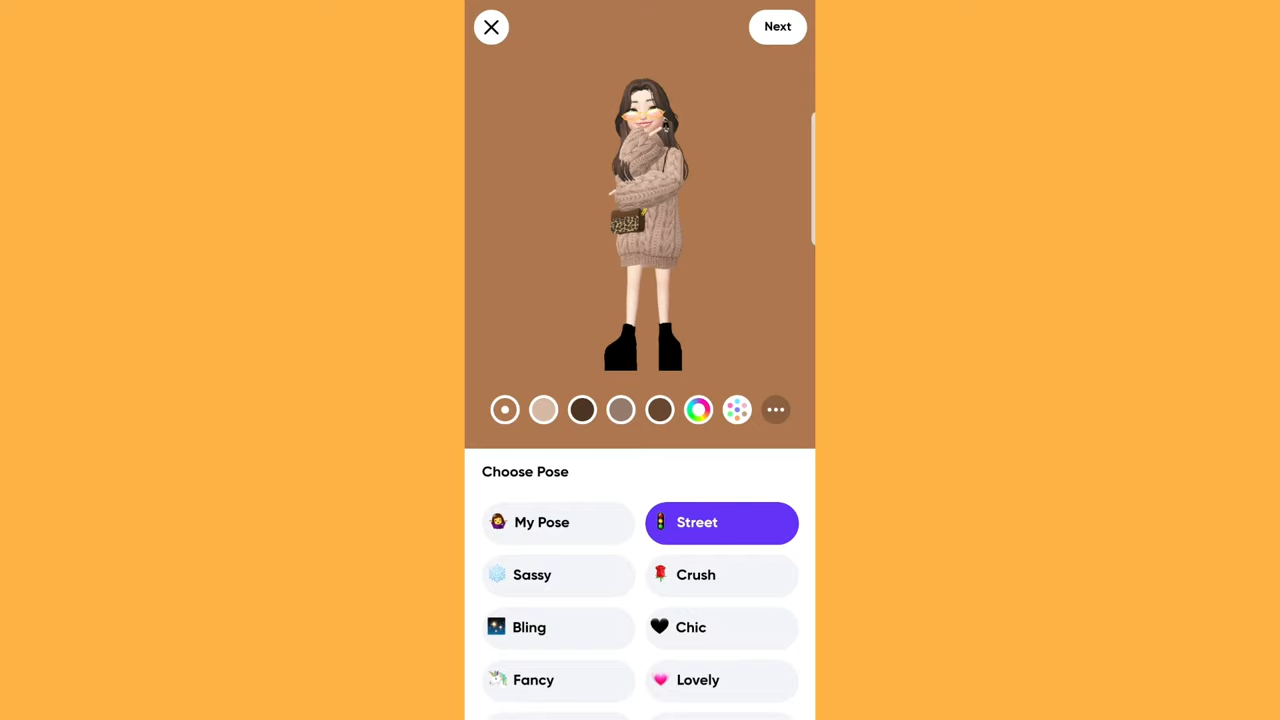 Next
Choose Pose
My Pose
Street
Sassy
Crush
Bling
Chic
Fancy
Lovely